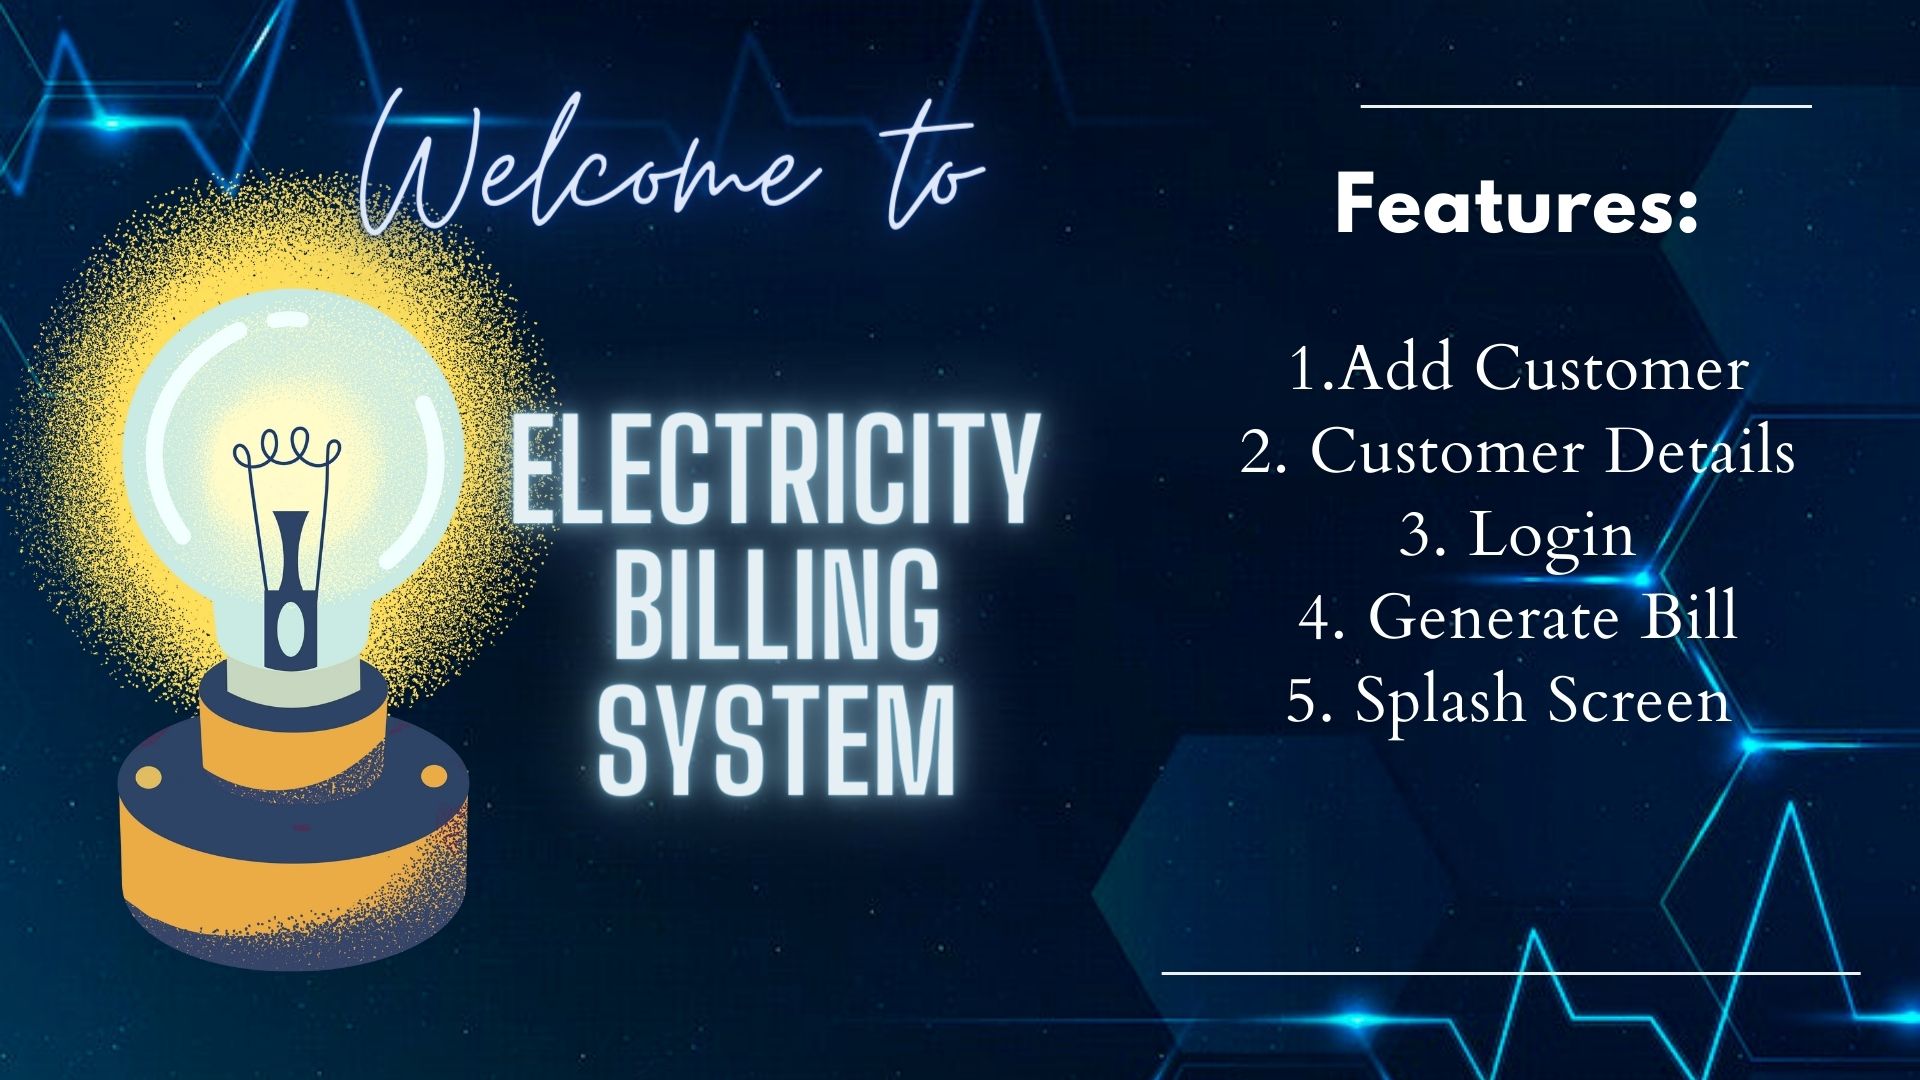 Welcome to
ELECTRICITY
BILLING
SYSTEM
Features:
1.Add Customer
2. Customer Details
3. Login
4. Generate Bill
5. Splash Screen